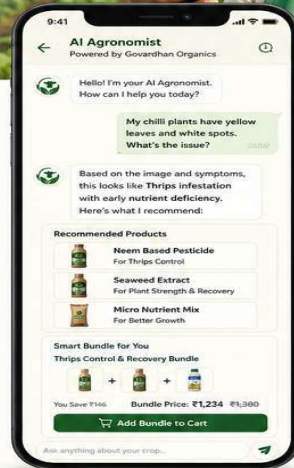 9:41
AI Agronomist
Powered by Govardhan Organics
Hello! I'm your AI Agronomist.
How can I help you today?
My chilli plants have yellow
leaves and white spots.
What's the issue?
Based on the image and symptoms,
this looks like Thrips infestation
with early nutrient deficiency.
Here's what I recommend:
Recommended Products
Neem Based Pesticide
For Thrips Control
Seaweed Extract
For Plant Strength & Recovery
Micro Nutrient Mix
For Better Growth
Smart Bundle for You
Thrips Control & Recovery Bundle
+ +
You Save ₹146 Bundle Price: ₹1,234 ₹1,380
Add Bundle to Cart
Ask anything about your crop...